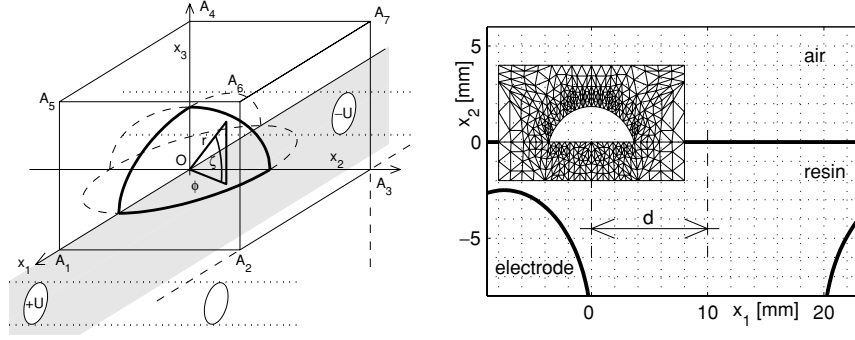 A₄
A₇
x₃
A₆
A₅
−U
r
O
ζ
x₂
ϕ
A₃
x₁
A₁
A₂
+U
x₂ [mm]
5
0
−5
air
resin
d
electrode
0
10
x₁ [mm]
20